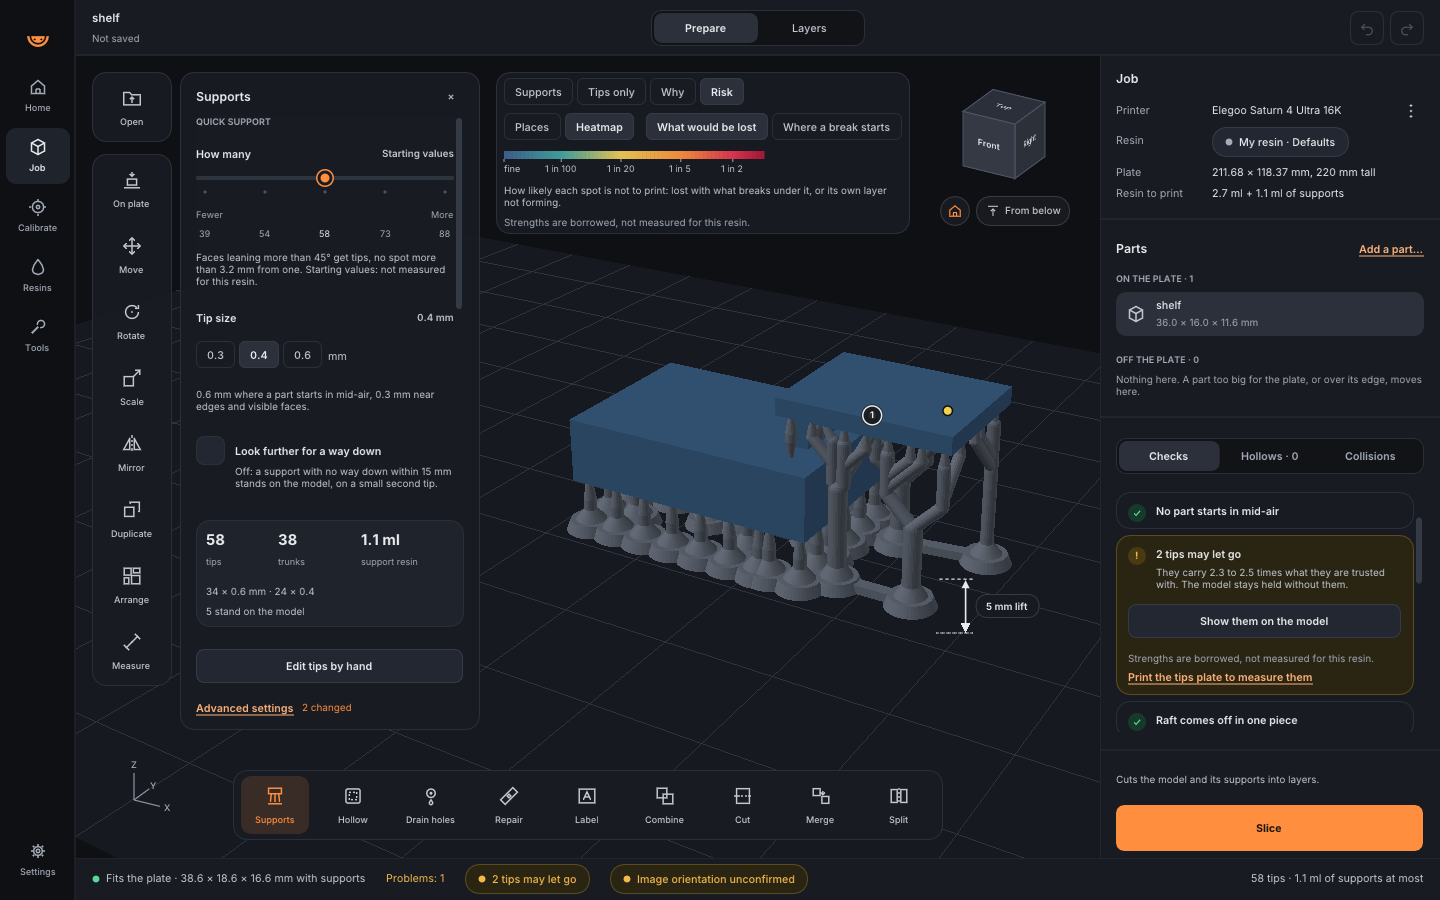 shelf
Not saved
Prepare
Layers
Home
Job
Calibrate
Resins
Tools
Settings
Open
On plate
Move
Rotate
Scale
Mirror
Duplicate
Arrange
Measure
Supports
×
QUICK SUPPORT
How many
Starting values
Fewer
More
39
54
58
73
88
Faces leaning more than 45° get tips, no spot more
than 3.2 mm from one. Starting values: not measured
for this resin.
Tip size
0.4 mm
0.3
0.4
0.6
mm
0.6 mm where a part starts in mid-air, 0.3 mm near
edges and visible faces.
Look further for a way down
Off: a support with no way down within 15 mm
stands on the model, on a small second tip.
58
38
1.1 ml
tips
trunks
support resin
34 × 0.6 mm · 24 × 0.4
5 stand on the model
Edit tips by hand
Advanced settings
2 changed
Supports
Tips only
Why
Risk
Places
Heatmap
What would be lost
Where a break starts
fine
1 in 100
1 in 20
1 in 5
1 in 2
How likely each spot is not to print: lost with what breaks under it, or its own layer
not forming.
Strengths are borrowed, not measured for this resin.
Top
Front
Right
From below
1
5 mm lift
Z
Y
X
Supports
Hollow
Drain holes
Repair
Label
Combine
Cut
Merge
Split
Job
Printer
Elegoo Saturn 4 Ultra 16K
Resin
My resin · Defaults
Plate
211.68 × 118.37 mm, 220 mm tall
Resin to print
2.7 ml + 1.1 ml of supports
Parts
Add a part...
ON THE PLATE · 1
shelf
36.0 × 16.0 × 11.6 mm
OFF THE PLATE · 0
Nothing here. A part too big for the plate, or over its edge, moves
here.
Checks
Hollows · 0
Collisions
No part starts in mid-air
2 tips may let go
They carry 2.3 to 2.5 times what they are trusted
with. The model stays held without them.
Show them on the model
Strengths are borrowed, not measured for this resin.
Print the tips plate to measure them
Raft comes off in one piece
Cuts the model and its supports into layers.
Slice
Fits the plate · 38.6 × 18.6 × 16.6 mm with supports
Problems: 1
2 tips may let go
Image orientation unconfirmed
58 tips · 1.1 ml of supports at most